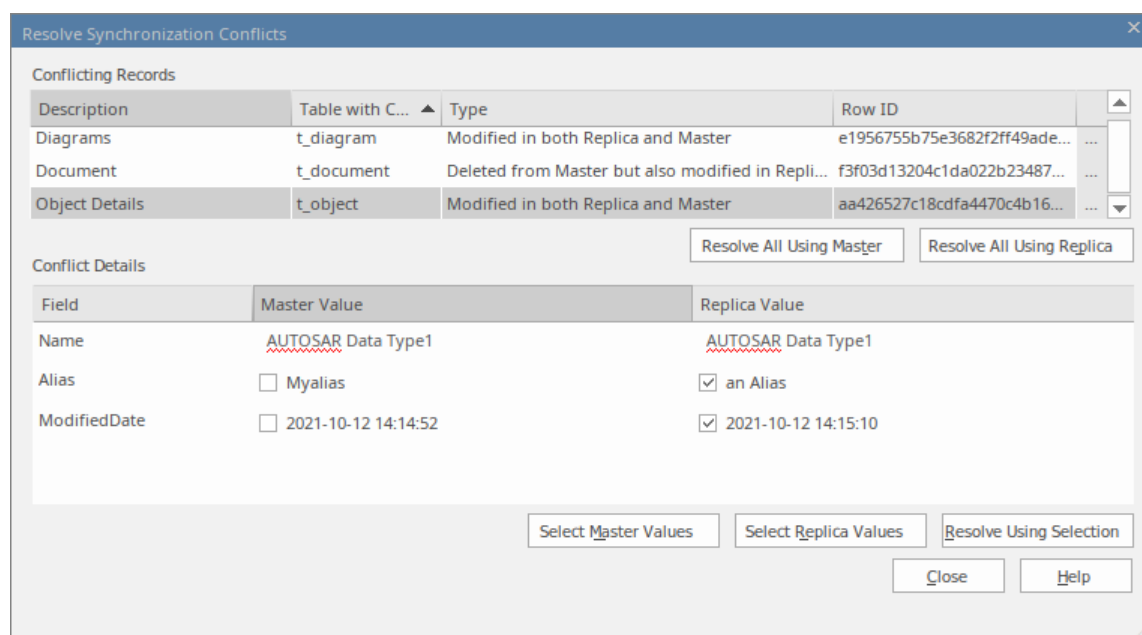 Resolve Synchronization Conflicts
Conflicting Records
Description Table with C... Type Row ID
Diagrams t_diagram Modified in both Replica and Master e1956755b75e3682f2ff49ade... ...
Document t_document Deleted from Master but also modified in Repli... f3f03d13204c1da022b23487... ...
Object Details t_object Modified in both Replica and Master aa426527c18cdfa4470c4b16... ...
Resolve All Using Master Resolve All Using Replica
Conflict Details
Field Master Value Replica Value
Name AUTOSAR Data Type1 AUTOSAR Data Type1
Alias Myalias an Alias
ModifiedDate 2021-10-12 14:14:52 2021-10-12 14:15:10
Select Master Values Select Replica Values Resolve Using Selection
Close Help